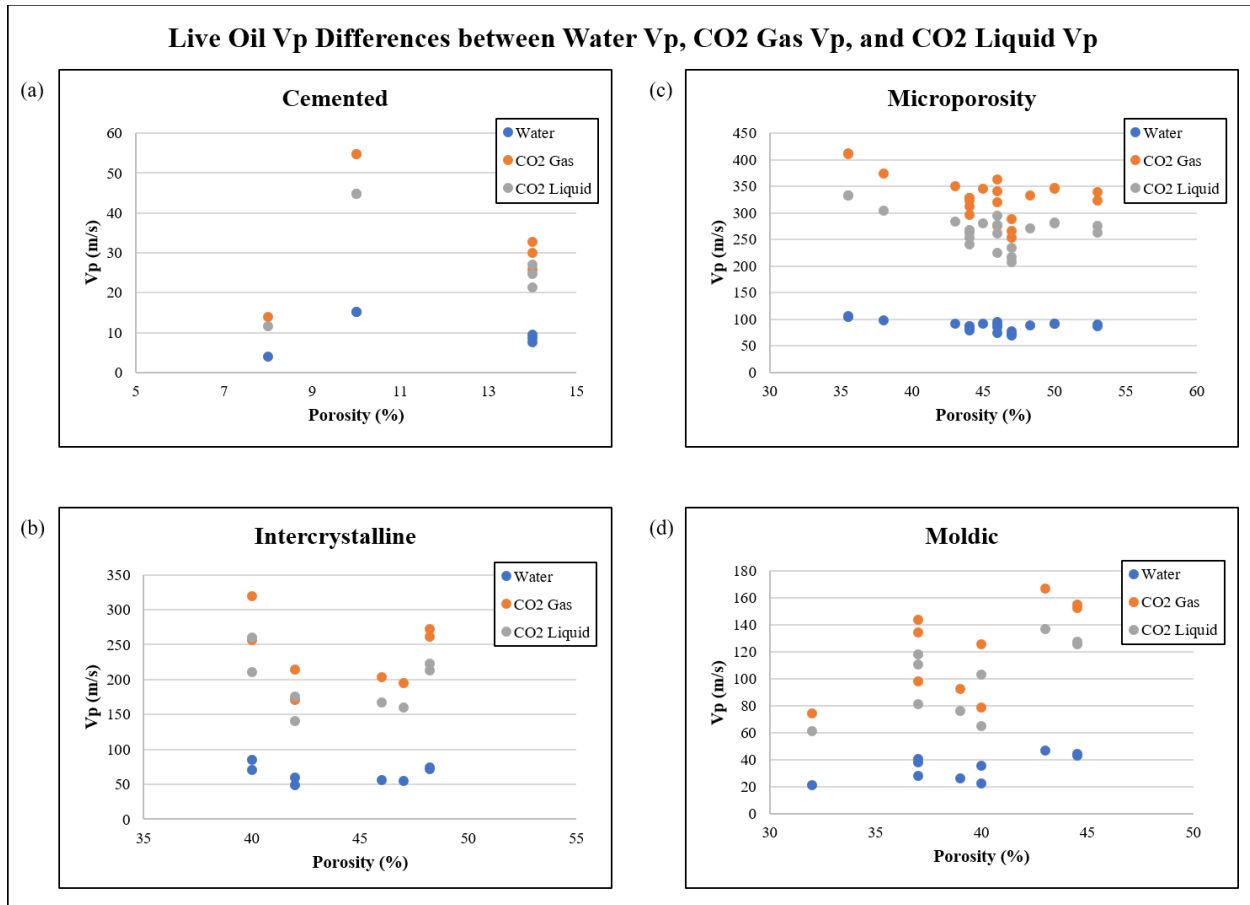 Live Oil Vp Differences between Water Vp, CO2 Gas Vp, and CO2 Liquid Vp
(a)
Cemented
Water
CO2 Gas
CO2 Liquid
Vp (m/s)
60
50
40
30
20
10
0
5 7 9 11 13 15
Porosity (%)
(c)
Microporosity
Water
CO2 Gas
CO2 Liquid
Vp (m/s)
450
400
350
300
250
200
150
100
50
0
30 35 40 45 50 55 60
Porosity (%)
(b)
Intercrystalline
Water
CO2 Gas
CO2 Liquid
Vp (m/s)
350
300
250
200
150
100
50
0
35 40 45 50 55
Porosity (%)
(d)
Moldic
Water
CO2 Gas
CO2 Liquid
Vp (m/s)
180
160
140
120
100
80
60
40
20
0
30 35 40 45 50
Porosity (%)